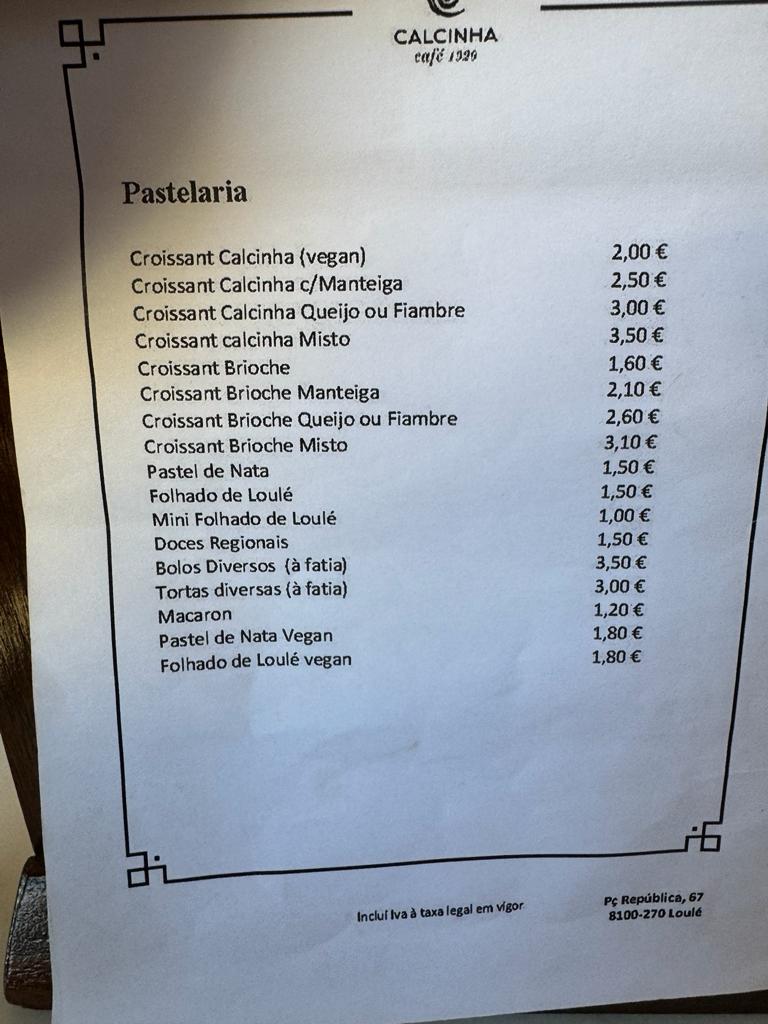 CALCINHA
café 1929
Pastelaria
Croissant Calcinha (vegan) 2,00 €
Croissant Calcinha c/Manteiga 2,50 €
Croissant Calcinha Queijo ou Fiambre 3,00 €
Croissant calcinha Misto 3,50 €
Croissant Brioche 1,60 €
Croissant Brioche Manteiga 2,10 €
Croissant Brioche Queijo ou Fiambre 2,60 €
Croissant Brioche Misto 3,10 €
Pastel de Nata 1,50 €
Folhado de Loulé 1,50 €
Mini Folhado de Loulé 1,00 €
Doces Regionais 1,50 €
Bolos Diversos (à fatia) 3,50 €
Tortas diversas (à fatia) 3,00 €
Macaron 1,20 €
Pastel de Nata Vegan 1,80 €
Folhado de Loulé vegan 1,80 €
Incluí Iva à taxa legal em vigor
Pç República, 67
8100-270 Loulé